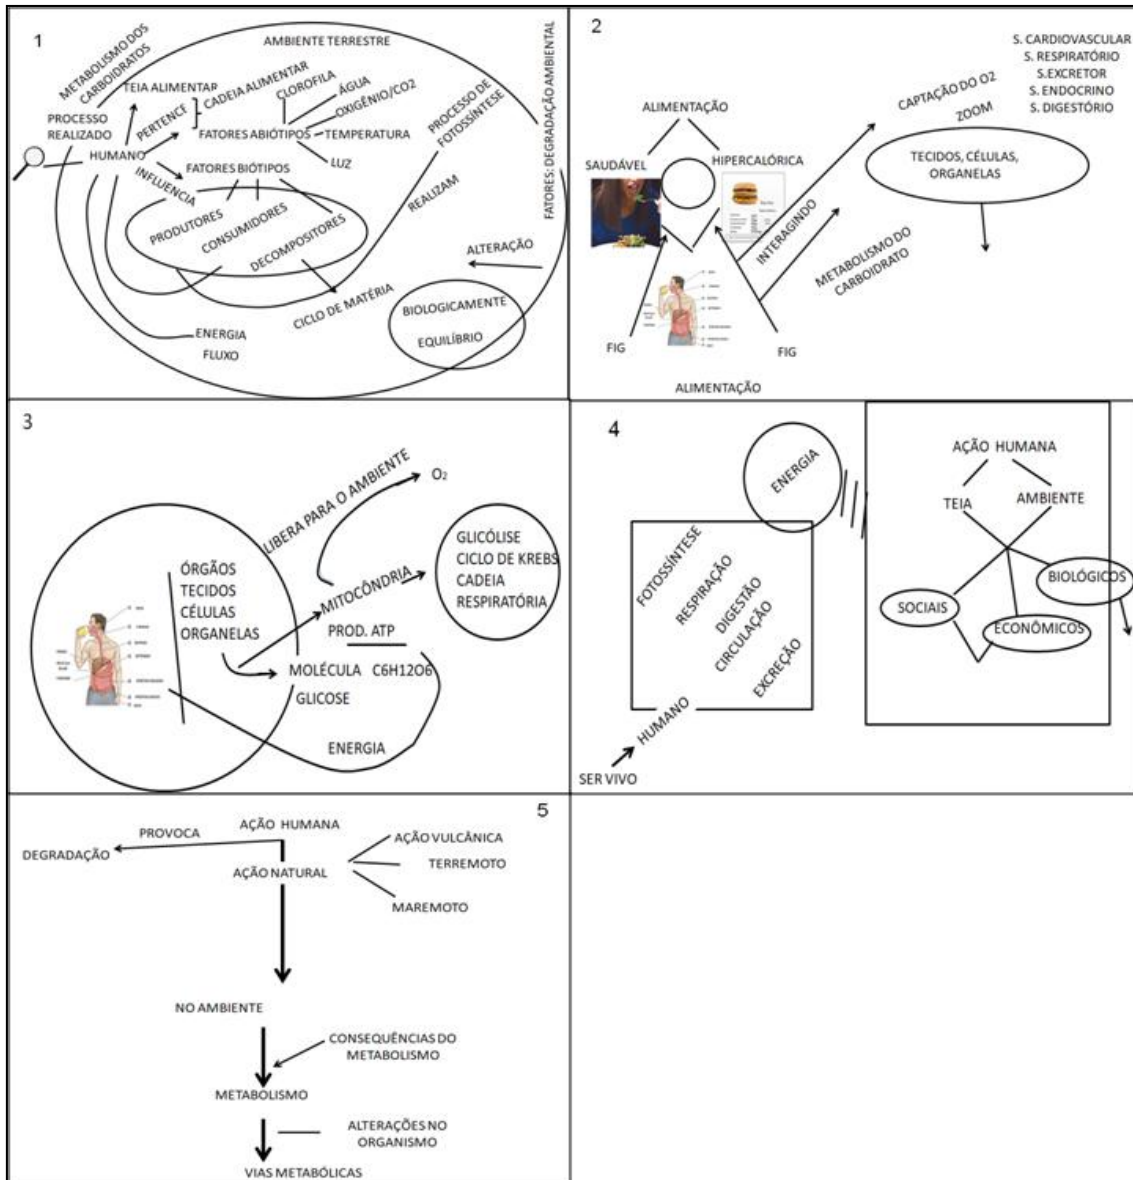 1
AMBIENTE TERRESTRE
METABOLISMO DOS
CARBOIDRATOS
PROCESSO
REALIZADO
TEIA ALIMENTAR
PERTENCE
CADEIA ALIMENTAR
CLOROFILA
ÁGUA
OXIGÊNIO/CO2
FATORES ABIÓTIPOS
TEMPERATURA
LUZ
PROCESSO DE
FOTOSSÍNTESE
FATORES: DEGRADAÇÃO AMBIENTAL
HUMANO
INFLUENCIA
FATORES BIÓTIPOS
PRODUTORES
CONSUMIDORES
DECOMPOSITORES
REALIZAM
CICLO DE MATÉRIA
ALTERAÇÃO
BIOLOGICAMENTE
EQUILÍBRIO
ENERGIA
FLUXO
2
S. CARDIOVASCULAR
S. RESPIRATÓRIO
S.EXCRETOR
S. ENDOCRINO
S. DIGESTÓRIO
CAPTAÇÃO DO O2
ZOOM
ALIMENTAÇÃO
SAUDÁVEL
HIPERCALÓRICA
TECIDOS, CÉLULAS,
ORGANELAS
INTERAGINDO
METABOLISMO DO
CARBOIDRATO
FIG
FIG
ALIMENTAÇÃO
3
LIBERA PARA O AMBIENTE
O2
ÓRGÃOS
TECIDOS
CÉLULAS
ORGANELAS
MITOCÔNDRIA
GLICÓLISE
CICLO DE KREBS
CADEIA
RESPIRATÓRIA
PROD. ATP
MOLÉCULA C6H12O6
GLICOSE
ENERGIA
4
ENERGIA
AÇÃO HUMANA
TEIA
AMBIENTE
SOCIAIS
ECONÔMICOS
BIOLÓGICOS
FOTOSSÍNTESE
RESPIRAÇÃO
DIGESTÃO
CIRCULAÇÃO
EXCREÇÃO
HUMANO
SER VIVO
5
AÇÃO HUMANA
PROVOCA
DEGRADAÇÃO
AÇÃO NATURAL
AÇÃO VULCÂNICA
TERREMOTO
MAREMOTO
NO AMBIENTE
CONSEQUÊNCIAS DO
METABOLISMO
METABOLISMO
ALTERAÇÕES NO
ORGANISMO
VIAS METABÓLICAS